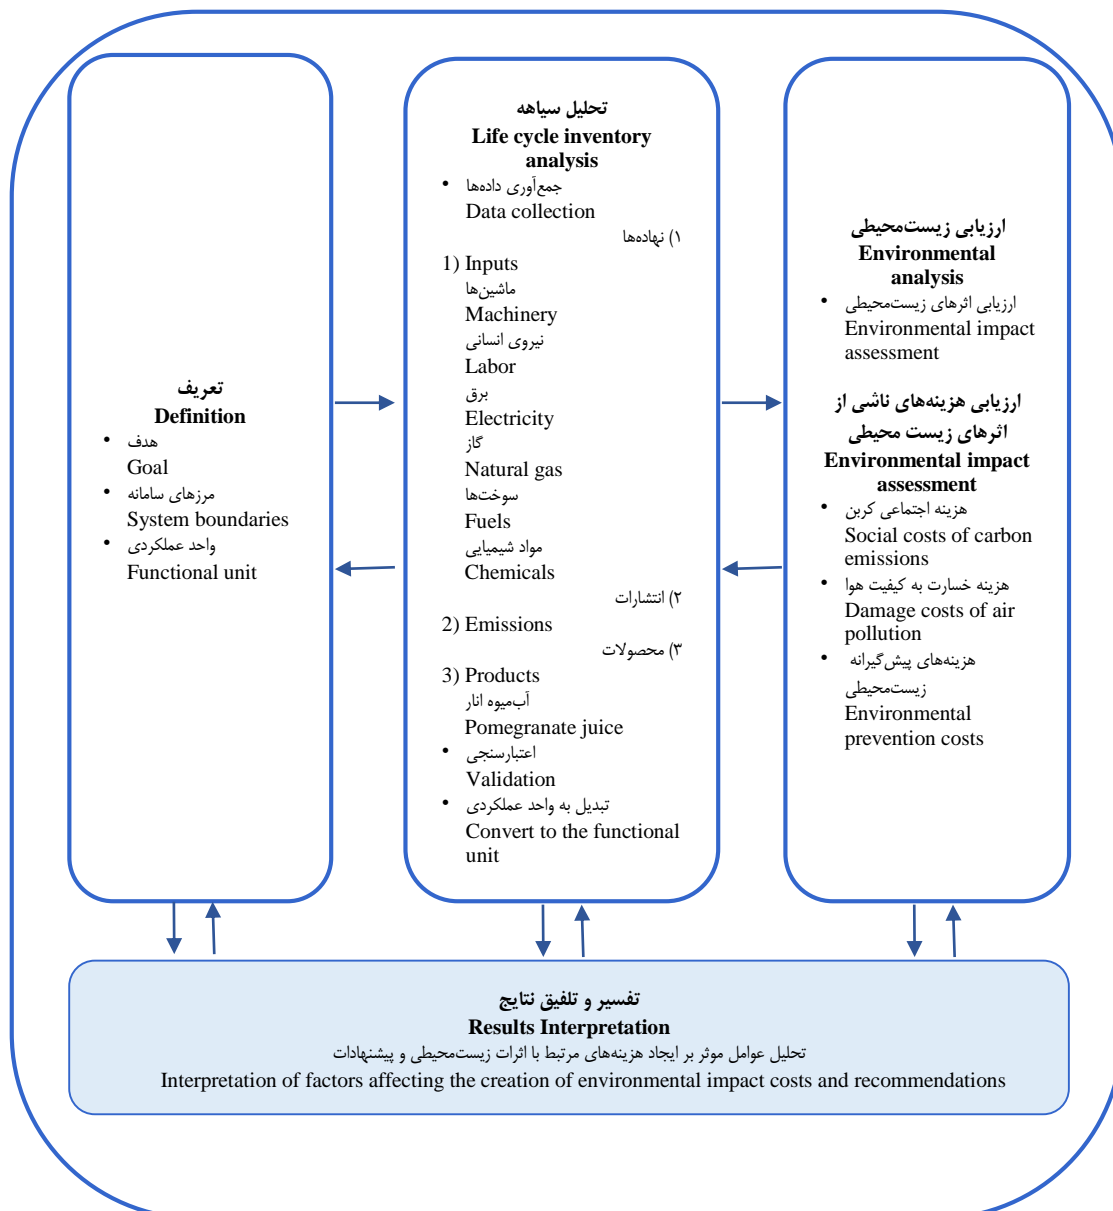 تعریف
Definition
• هدف
Goal
• مرزهای سامانه
System boundaries
• واحد عملکردی
Functional unit
تحلیل سیاهه
Life cycle inventory
analysis
• جمع‌آوری داده‌ها
Data collection
۱) نهاده‌ها
1) Inputs
ماشین‌ها
Machinery
نیروی انسانی
Labor
برق
Electricity
گاز
Natural gas
سوخت‌ها
Fuels
مواد شیمیایی
Chemicals
۲) انتشارات
2) Emissions
۳) محصولات
3) Products
آب‌میوه انار
Pomegranate juice
• اعتبارسنجی
Validation
• تبدیل به واحد عملکردی
Convert to the functional
unit
ارزیابی زیست‌محیطی
Environmental
analysis
• ارزیابی اثرهای زیست‌محیطی
Environmental impact
assessment
ارزیابی هزینه‌های ناشی از
اثرهای زیست محیطی
Environmental impact
assessment
• هزینه اجتماعی کربن
Social costs of carbon
emissions
• هزینه خسارت به کیفیت هوا
Damage costs of air
pollution
• هزینه‌های پیش‌گیرانه
زیست‌محیطی
Environmental
prevention costs
تفسیر و تلفیق نتایج
Results Interpretation
تحلیل عوامل موثر بر ایجاد هزینه‌های مرتبط با اثرات زیست‌محیطی و پیشنهادات
Interpretation of factors affecting the creation of environmental impact costs and recommendations